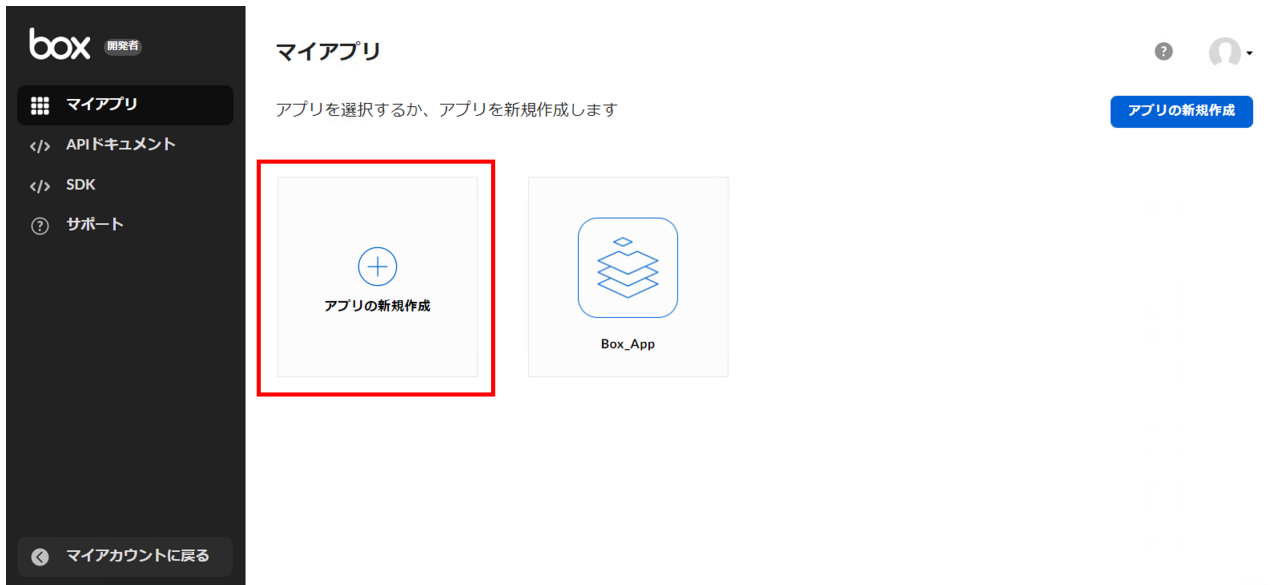 box 開発者
マイアプリ
APIドキュメント
SDK
サポート
マイアカウントに戻る
マイアプリ
?
アプリを選択するか、アプリを新規作成します
アプリの新規作成
アプリの新規作成
Box_App